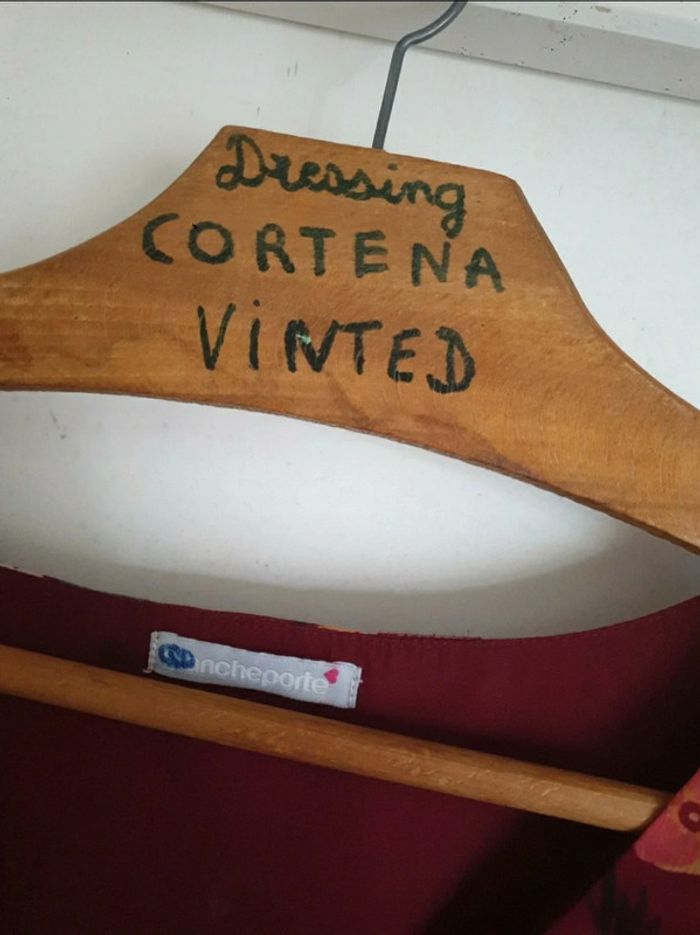 Dressing
CORTENA
ViNTED
ncheporte